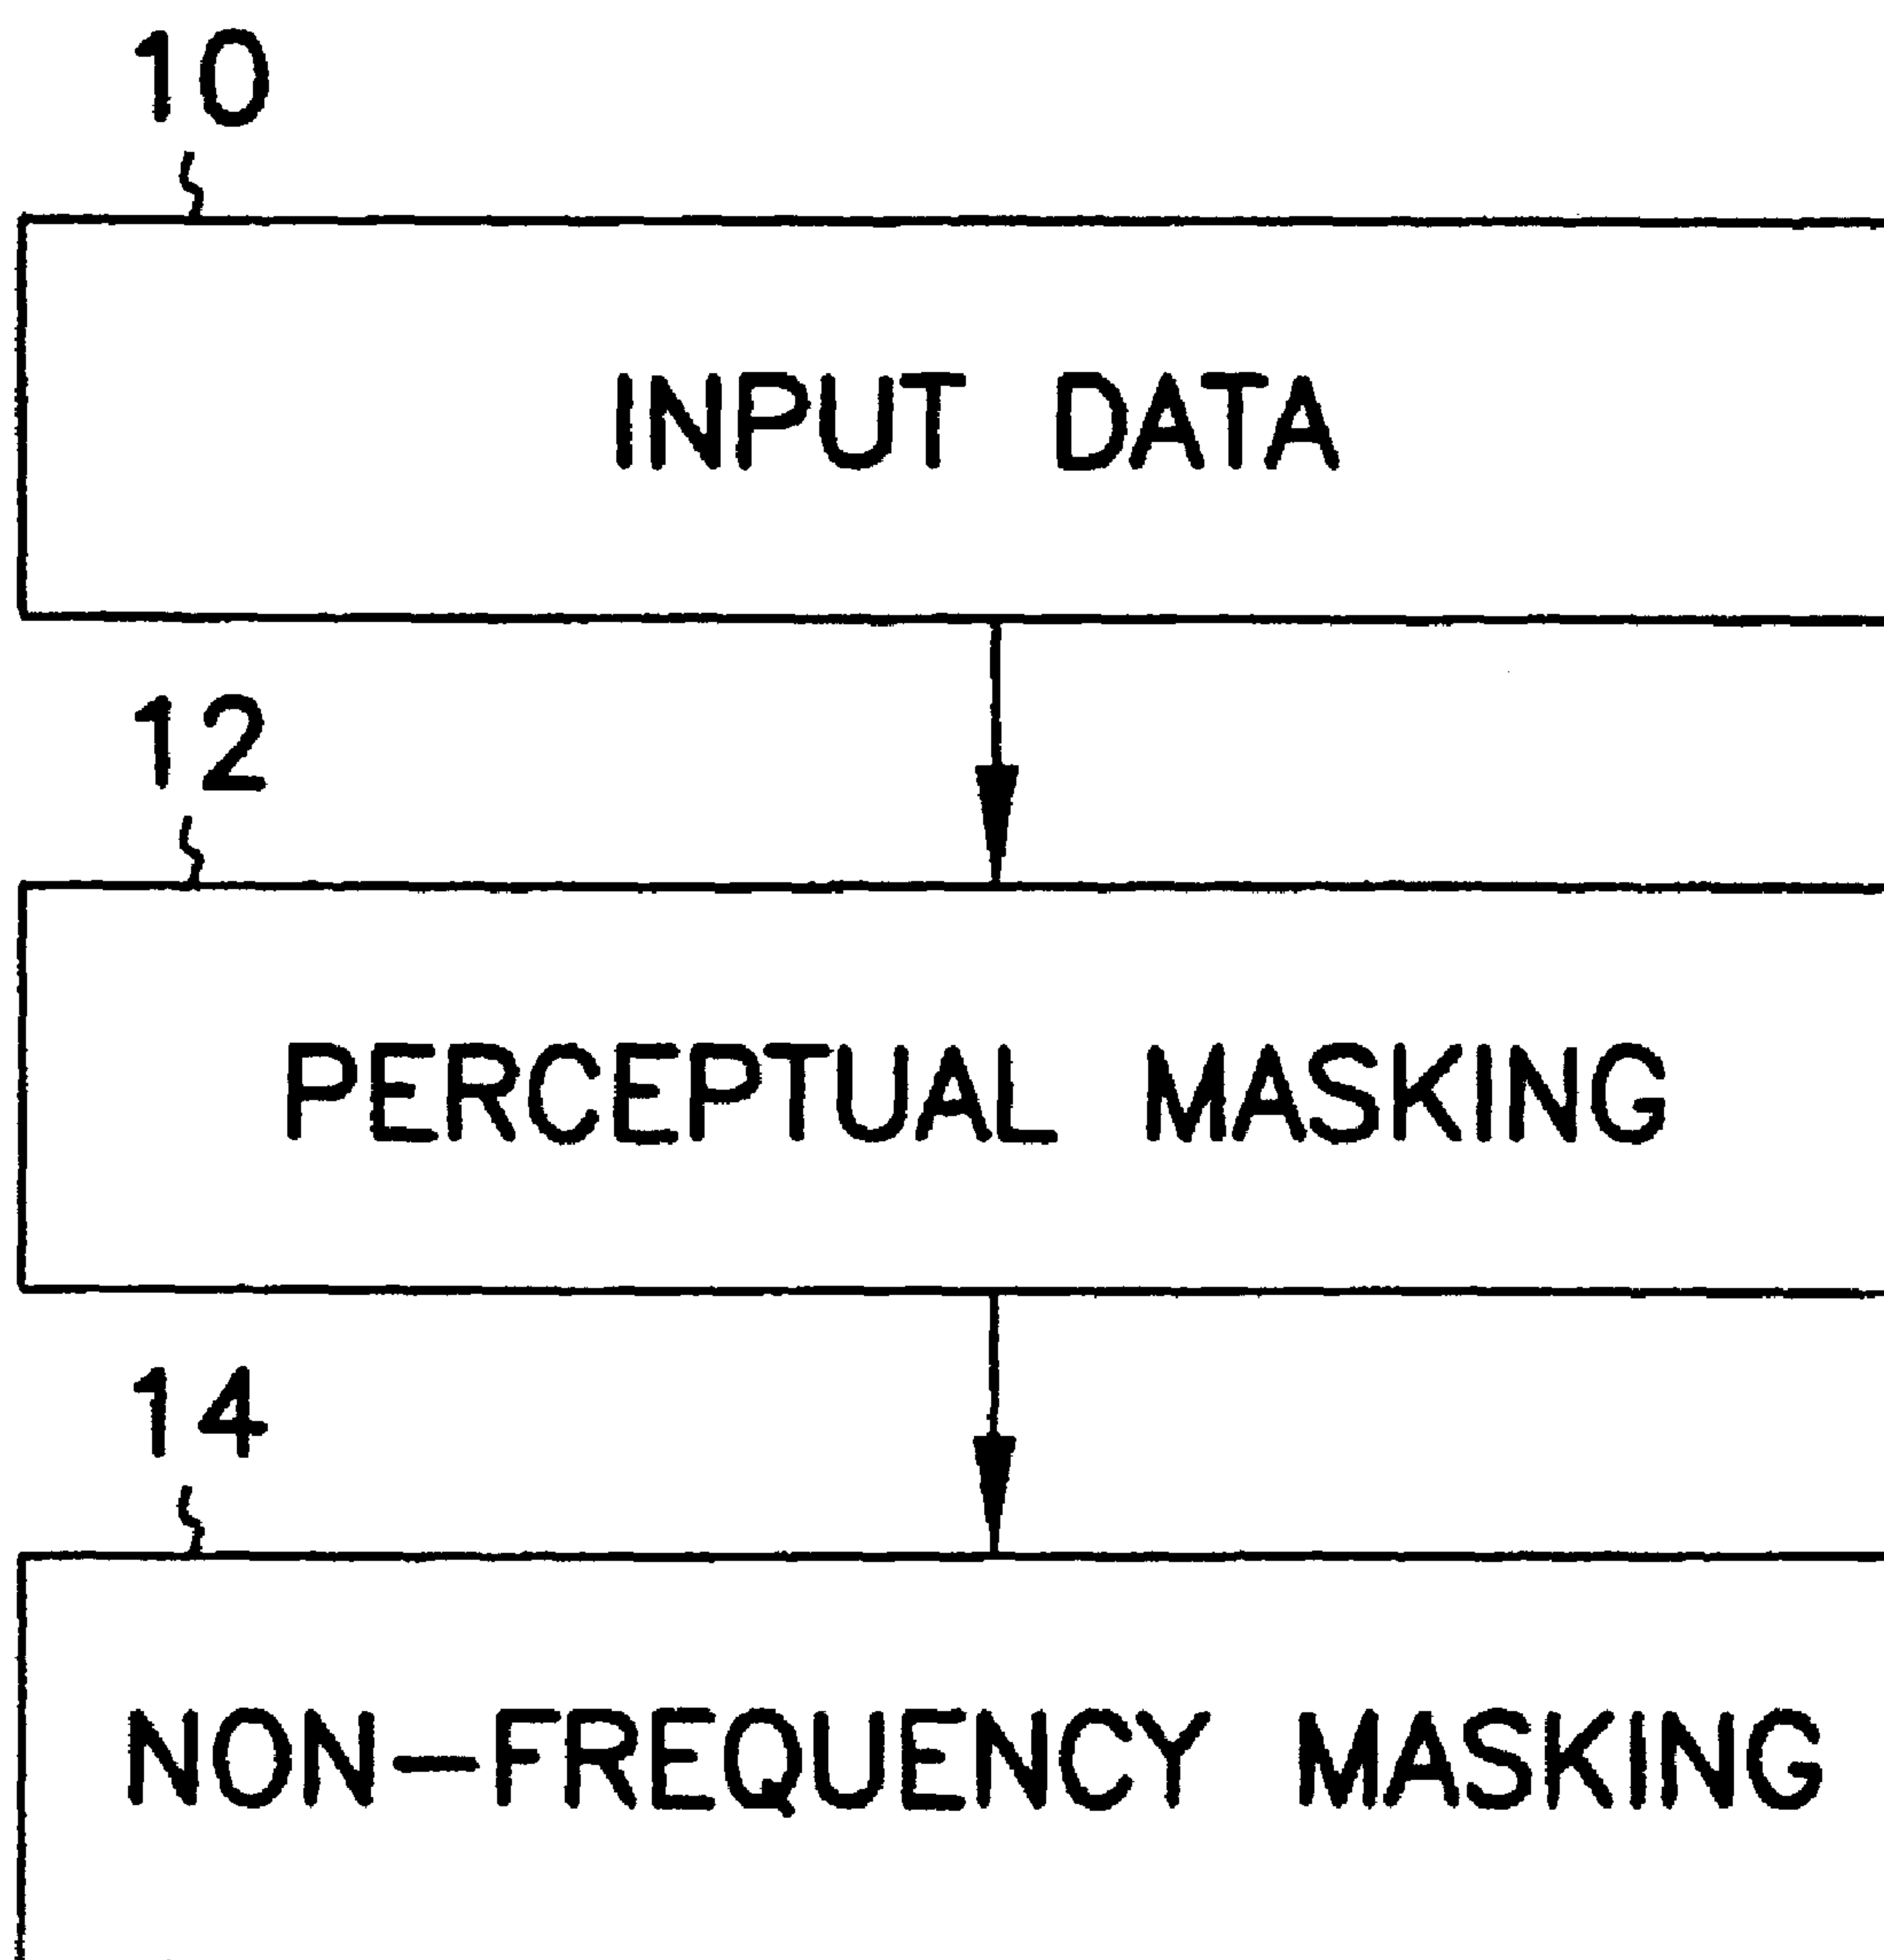 10
INPUT DATA
12
PERCEPTUAL MASKING
14
NON-FREQUENCY MASKING